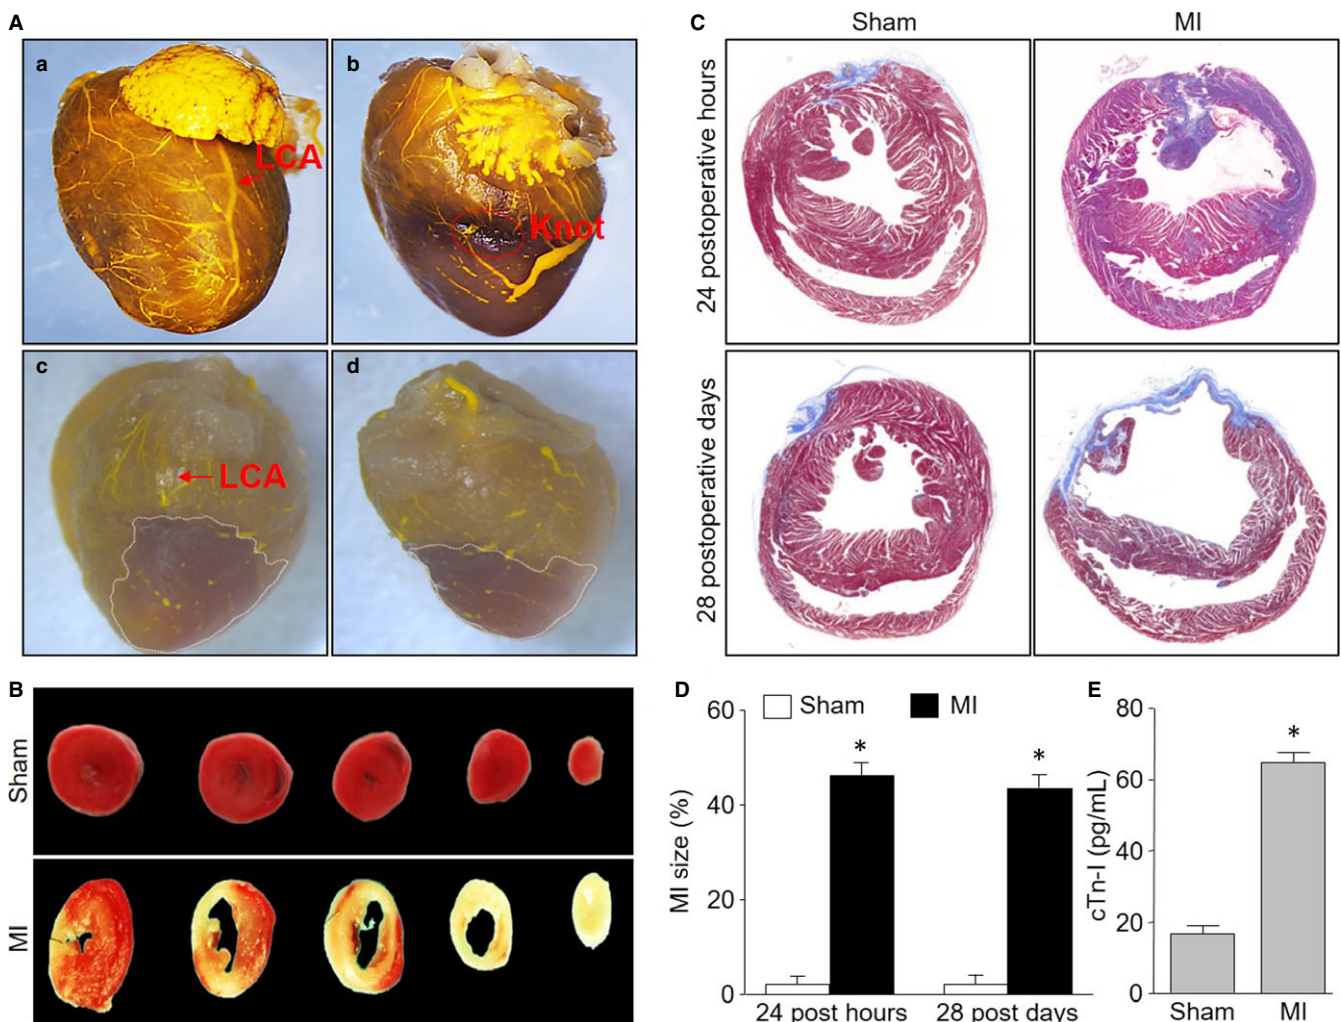 A
a
LCA
b
Knot
c
LCA
d
B
Sham
MI
C
Sham
MI
24 postoperative hours
28 postoperative days
D
Sham
MI
MI size (%)
60
40
20
0
*
*
24 post hours
28 post days
E
cTn-I (pg/mL)
80
60
40
20
0
*
Sham
MI